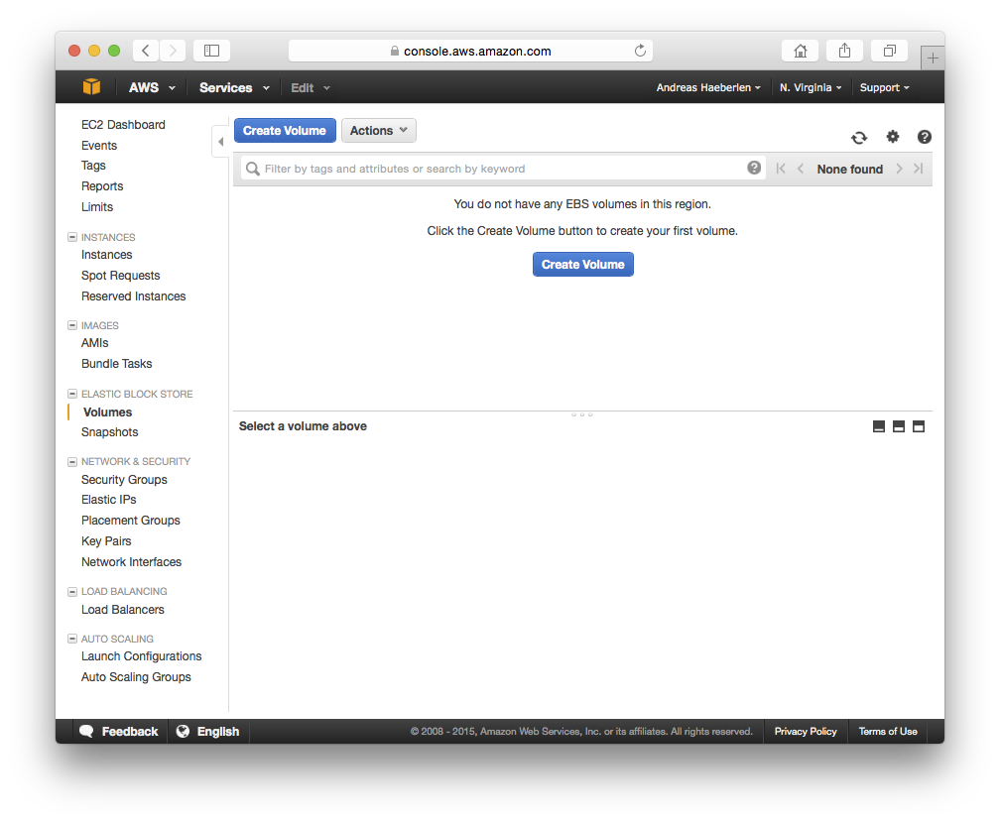 console.aws.amazon.com
AWS Services Edit Andreas Haeberlen N. Virginia Support
EC2 Dashboard
Events
Tags
Reports
Limits
INSTANCES
Instances
Spot Requests
Reserved Instances
IMAGES
AMIs
Bundle Tasks
ELASTIC BLOCK STORE
Volumes
Snapshots
NETWORK & SECURITY
Security Groups
Elastic IPs
Placement Groups
Key Pairs
Network Interfaces
LOAD BALANCING
Load Balancers
AUTO SCALING
Launch Configurations
Auto Scaling Groups
Create Volume Actions
Filter by tags and attributes or search by keyword None found
You do not have any EBS volumes in this region.
Click the Create Volume button to create your first volume.
Create Volume
Select a volume above
Feedback English © 2008 - 2015, Amazon Web Services, Inc. or its affiliates. All rights reserved. Privacy Policy Terms of Use